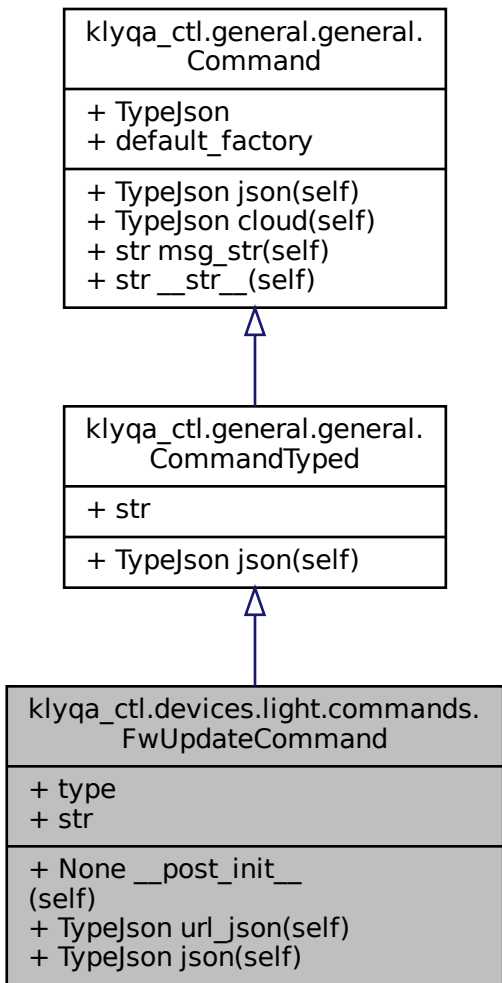 klyqa_ctl.general.general.
Command
+ TypeJson
+ default_factory
+ TypeJson json(self)
+ TypeJson cloud(self)
+ str msg_str(self)
+ str __str__(self)
klyqa_ctl.general.general.
CommandTyped
+ str
+ TypeJson json(self)
klyqa_ctl.devices.light.commands.
FwUpdateCommand
+ type
+ str
+ None __post_init__
(self)
+ TypeJson url_json(self)
+ TypeJson json(self)